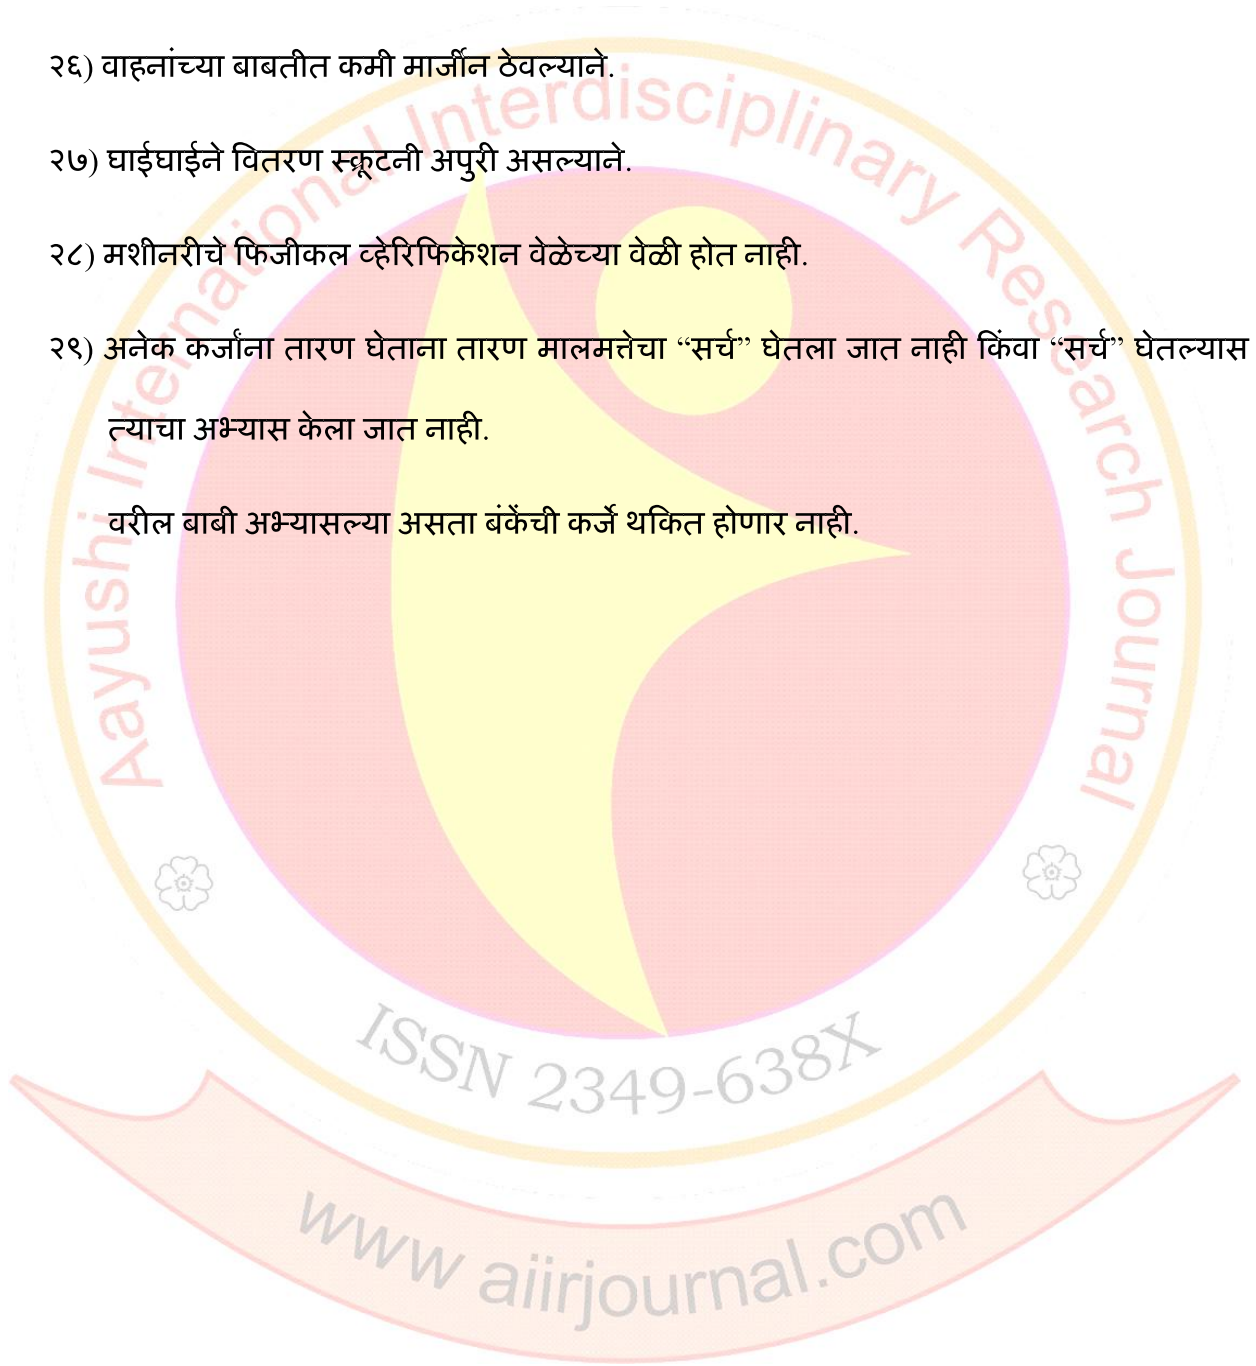 २६) वाहनांच्या बाबतीत कमी मार्जीन ठेवल्याने.
२७) घाईघाईने वितरण स्क्रूटनी अपुरी असल्याने.
२८) मशीनरीचे फिजीकल व्हेरिफिकेशन वेळेच्या वेळी होत नाही.
२९) अनेक कर्जांना तारण घेताना तारण मालमत्तेचा “सर्च” घेतला जात नाही किंवा “सर्च” घेतल्यास
त्याचा अभ्यास केला जात नाही.
वरील बाबी अभ्यासल्या असता बंकेंची कर्जे थकित होणार नाही.
Aayushi International Interdisciplinary Research Journal
ISSN 2349-638X
www aiirjournal.com